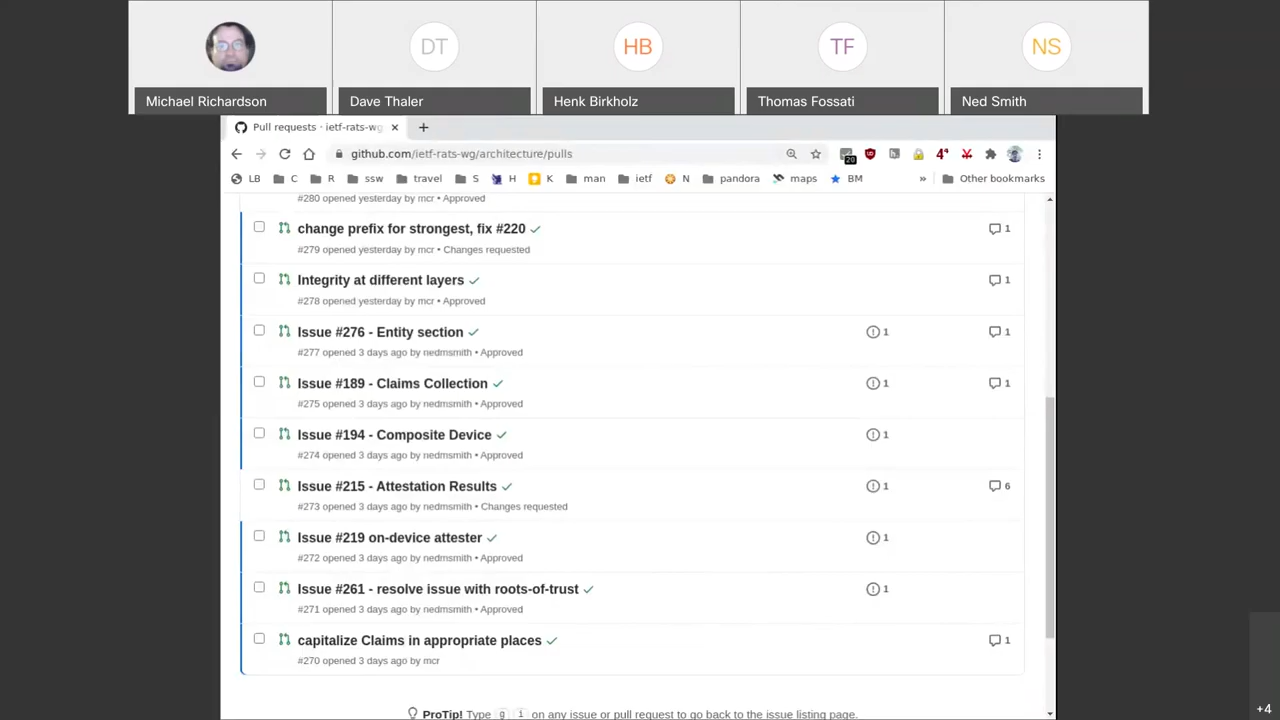 DT
HB
TF
NS
Michael Richardson
Dave Thaler
Henk Birkholz
Thomas Fossati
Ned Smith
Pull requests · ietf-rats-wg
github.com/ietf-rats-wg/architecture/pulls
20
4
LB
C
R
ssw
travel
S
H
K
man
ietf
N
pandora
maps
BM
»
Other bookmarks
#280 opened yesterday by mcr • Approved
change prefix for strongest, fix #220
1
#279 opened yesterday by mcr • Changes requested
Integrity at different layers
1
#278 opened yesterday by mcr • Approved
Issue #276 - Entity section
1
1
#277 opened 3 days ago by nedmsmith • Approved
Issue #189 - Claims Collection
1
1
#275 opened 3 days ago by nedmsmith • Approved
Issue #194 - Composite Device
1
#274 opened 3 days ago by nedmsmith • Approved
Issue #215 - Attestation Results
1
6
#273 opened 3 days ago by nedmsmith • Changes requested
Issue #219 on-device attester
1
#272 opened 3 days ago by nedmsmith • Approved
Issue #261 - resolve issue with roots-of-trust
1
#271 opened 3 days ago by nedmsmith • Approved
capitalize Claims in appropriate places
1
#270 opened 3 days ago by mcr
ProTip! Type g i on any issue or pull request to go back to the issue listing page.
+4